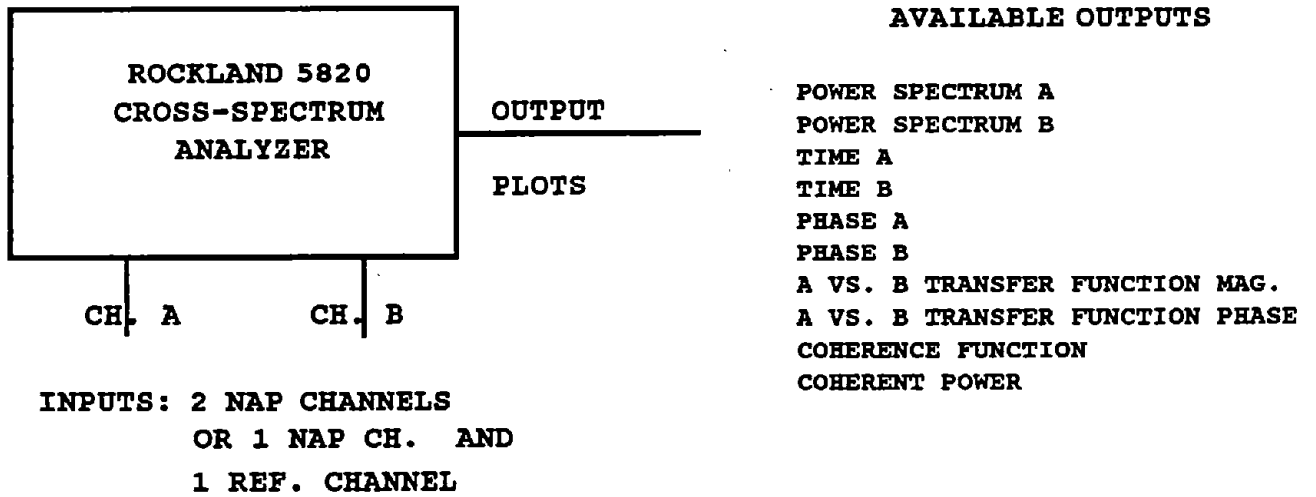 ROCKLAND 5820
CROSS-SPECTRUM
ANALYZER
OUTPUT
PLOTS
CH. A
CH. B
INPUTS: 2 NAP CHANNELS
OR 1 NAP CH. AND
1 REF. CHANNEL
AVAILABLE OUTPUTS
POWER SPECTRUM A
POWER SPECTRUM B
TIME A
TIME B
PHASE A
PHASE B
A VS. B TRANSFER FUNCTION MAG.
A VS. B TRANSFER FUNCTION PHASE
COHERENCE FUNCTION
COHERENT POWER